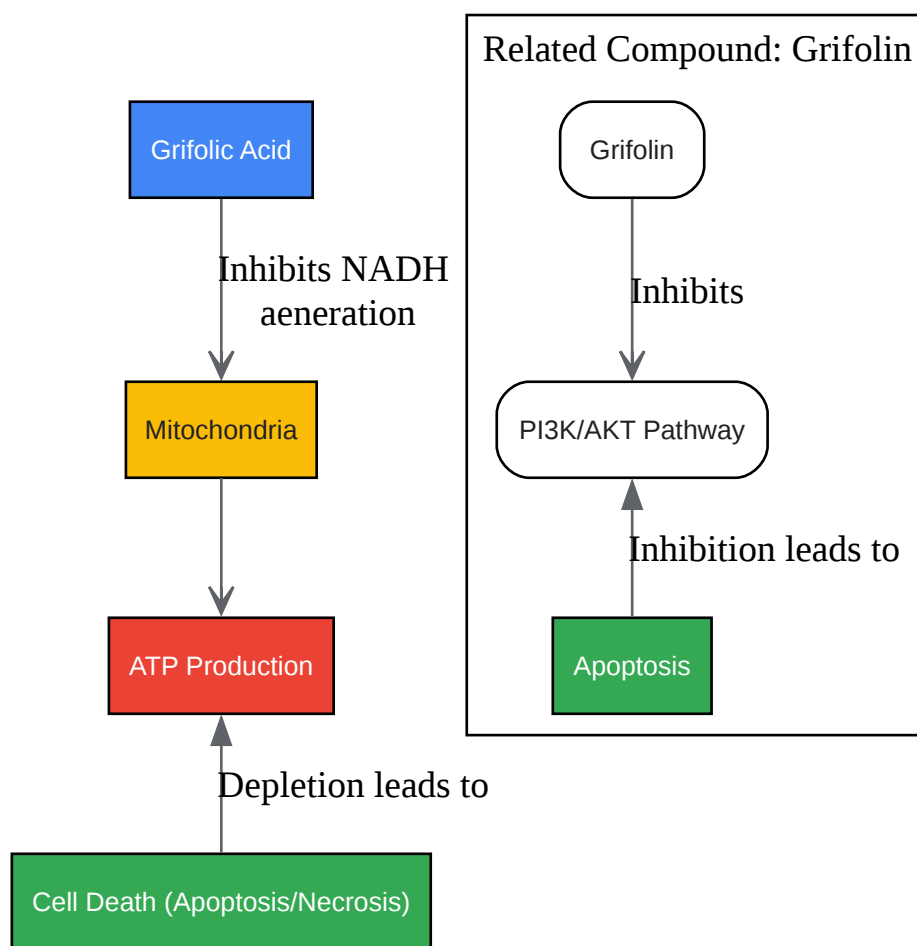 Related Compound: Grifolin
Grifolic Acid
Grifolin
Inhibits NADH
aeneration
Inhibits
Mitochondria
PI3K/AKT Pathway
Inhibition leads to
ATP Production
Apoptosis
Depletion leads to
Cell Death (Apoptosis/Necrosis)